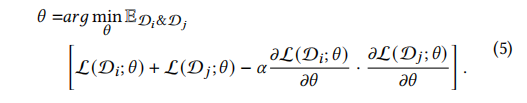 θ = arg min_θ 𝔼_{𝒟_i&𝒟_j}
[ℒ(𝒟_i; θ) + ℒ(𝒟_j; θ) − α ∂ℒ(𝒟_i; θ)/∂θ · ∂ℒ(𝒟_j; θ)/∂θ]. (5)